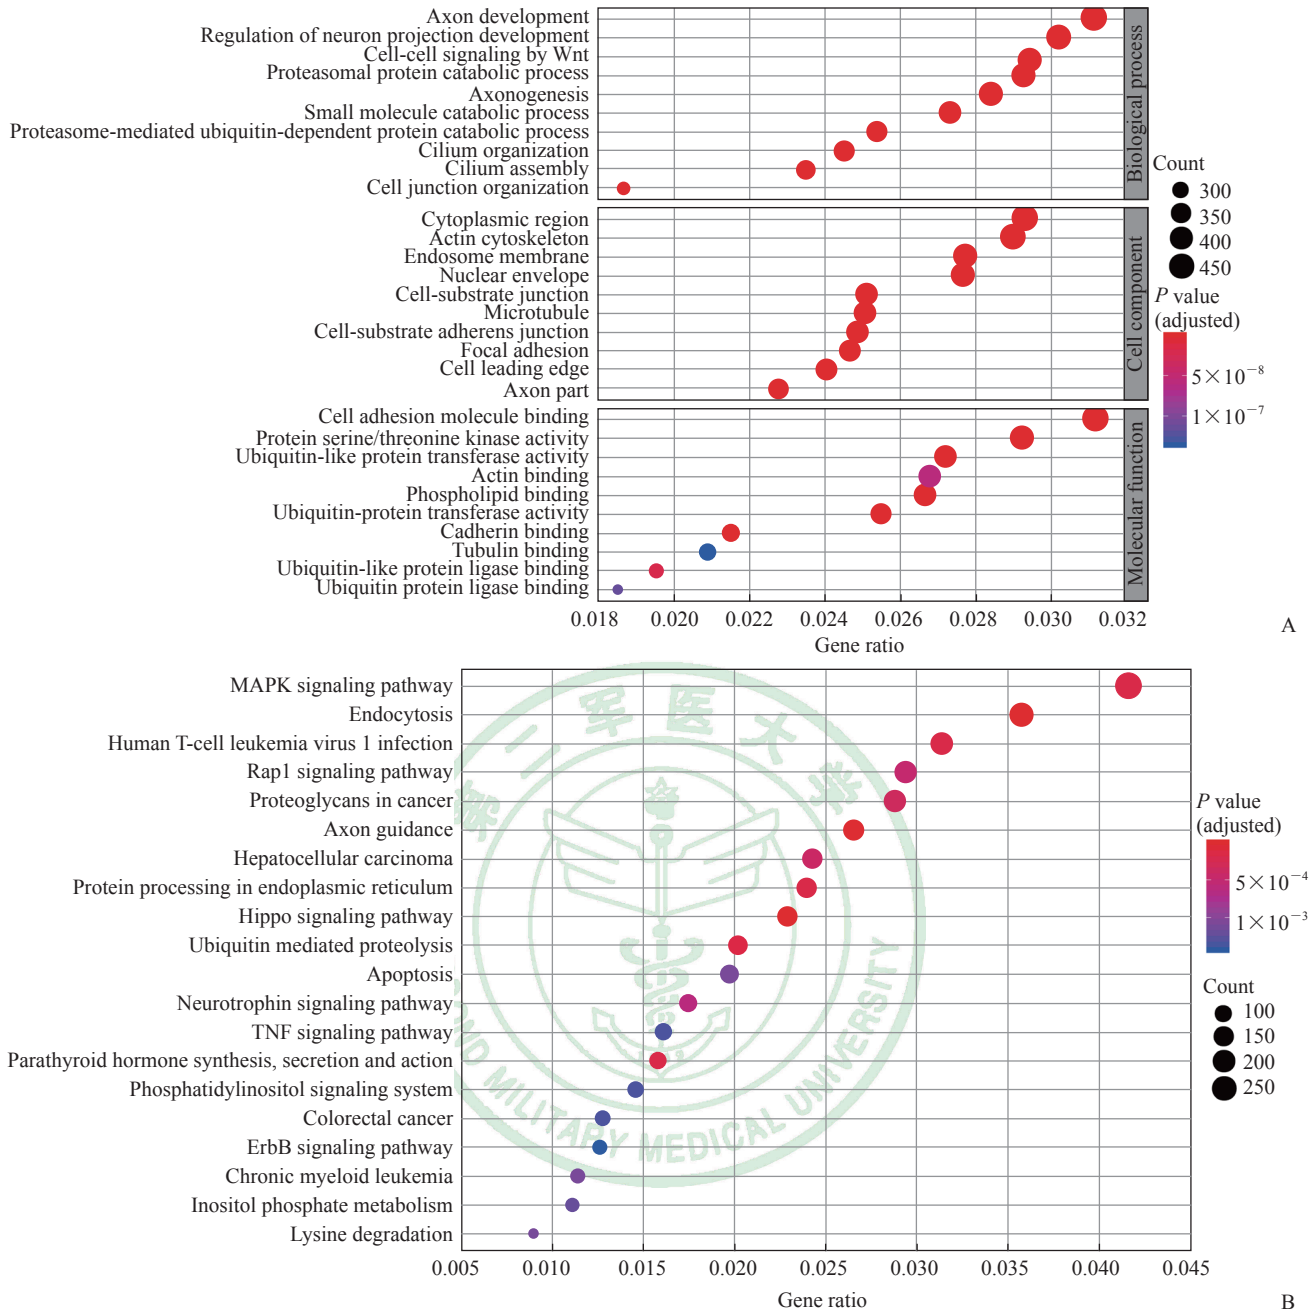 Axon development
Regulation of neuron projection development
Cell-cell signaling by Wnt
Proteasomal protein catabolic process
Axonogenesis
Small molecule catabolic process
Proteasome-mediated ubiquitin-dependent protein catabolic process
Cilium organization
Cilium assembly
Cell junction organization
Biological process
Cytoplasmic region
Actin cytoskeleton
Endosome membrane
Nuclear envelope
Cell-substrate junction
Microtubule
Cell-substrate adherens junction
Focal adhesion
Cell leading edge
Axon part
Cell component
Cell adhesion molecule binding
Protein serine/threonine kinase activity
Ubiquitin-like protein transferase activity
Actin binding
Phospholipid binding
Ubiquitin-protein transferase activity
Cadherin binding
Tubulin binding
Ubiquitin-like protein ligase binding
Ubiquitin protein ligase binding
Molecular function
0.018 0.020 0.022 0.024 0.026 0.028 0.030 0.032
Gene ratio
Count
300
350
400
450
P value
(adjusted)
5×10⁻⁸
1×10⁻⁷
A
MAPK signaling pathway
Endocytosis
Human T-cell leukemia virus 1 infection
Rap1 signaling pathway
Proteoglycans in cancer
Axon guidance
Hepatocellular carcinoma
Protein processing in endoplasmic reticulum
Hippo signaling pathway
Ubiquitin mediated proteolysis
Apoptosis
Neurotrophin signaling pathway
TNF signaling pathway
Parathyroid hormone synthesis, secretion and action
Phosphatidylinositol signaling system
Colorectal cancer
ErbB signaling pathway
Chronic myeloid leukemia
Inositol phosphate metabolism
Lysine degradation
0.005 0.010 0.015 0.020 0.025 0.030 0.035 0.040 0.045
Gene ratio
P value
(adjusted)
5×10⁻⁴
1×10⁻³
Count
100
150
200
250
B
第二军医大学
OND MILITARY MEDICAL UNIVERSITY